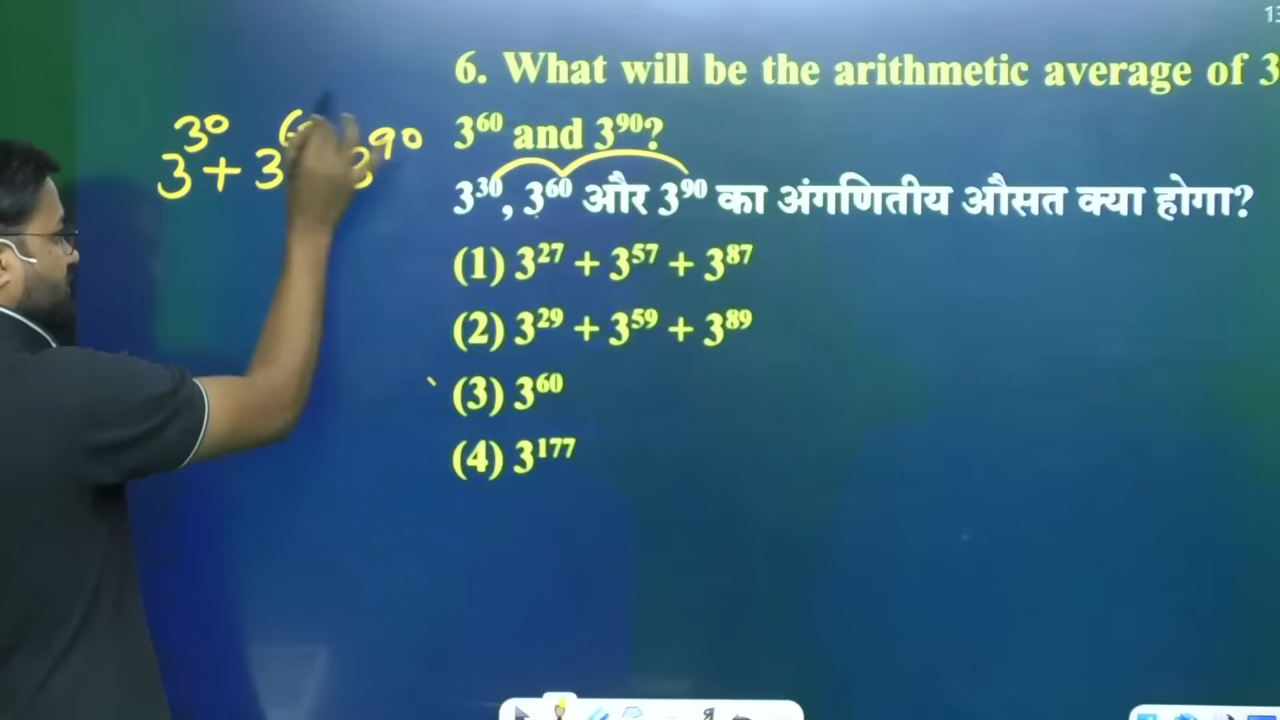 13
6. What will be the arithmetic average of 3
3⁶⁰ and 3⁹⁰?
3³⁰, 3⁶⁰ और 3⁹⁰ का अंगणितीय औसत क्या होगा?
(1) 3²⁷ + 3⁵⁷ + 3⁸⁷
(2) 3²⁹ + 3⁵⁹ + 3⁸⁹
(3) 3⁶⁰
(4) 3¹⁷⁷
3³⁰ + 3